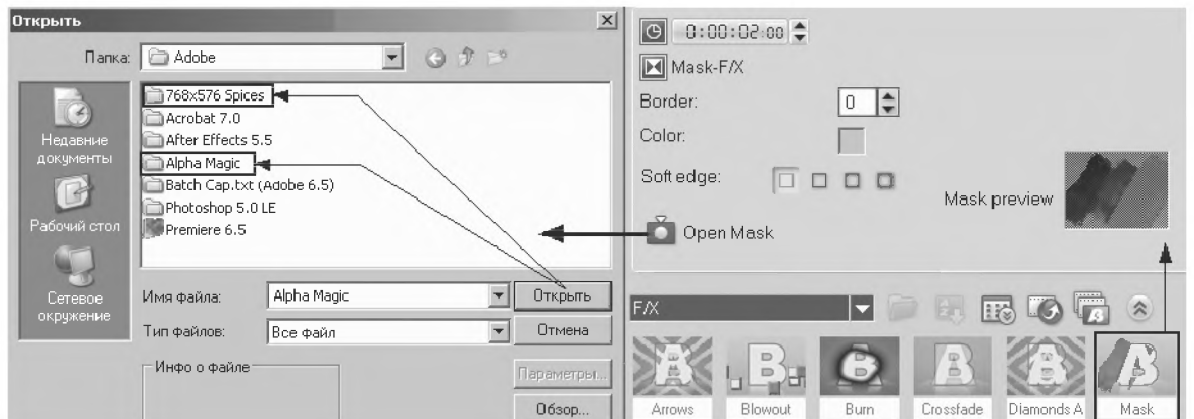 Открыть
Папка:
Adobe
768x576 Spices
Acrobat 7.0
After Effects 5.5
Alpha Magic
Batch Cap.txt (Adobe 6.5)
Photoshop 5.0 LE
Premiere 6.5
Недавние
документы
Рабочий стол
Сетевое
окружение
Имя файла:
Alpha Magic
Открыть
Тип файлов:
Все файл
Отмена
Инфо о файле
Параметры...
Обзор...
0:00:02:00
Mask-F/X
Border:
0
Color:
Soft edge:
Mask preview
Open Mask
F/X
Arrows
Blowout
Burn
Crossfade
Diamonds A
Mask